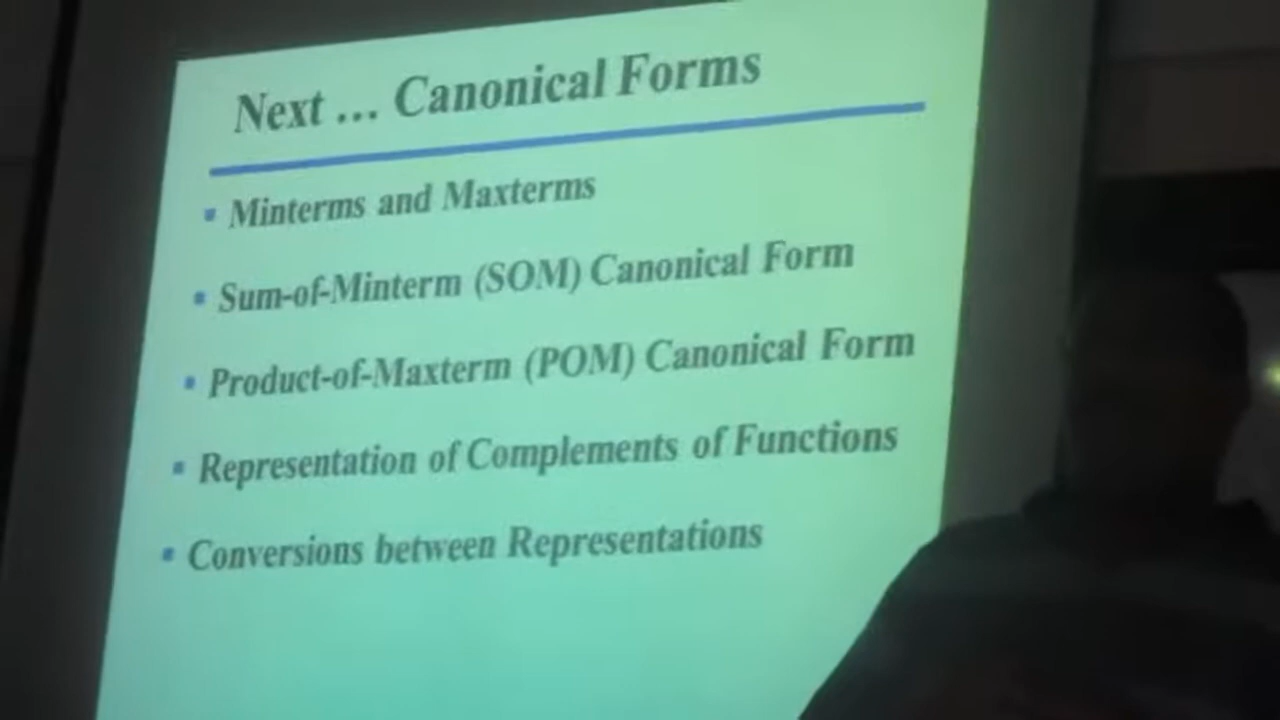 Next ... Canonical Forms
Minterms and Maxterms
Sum-of-Minterm (SOM) Canonical Form
Product-of-Maxterm (POM) Canonical Form
Representation of Complements of Functions
Conversions between Representations